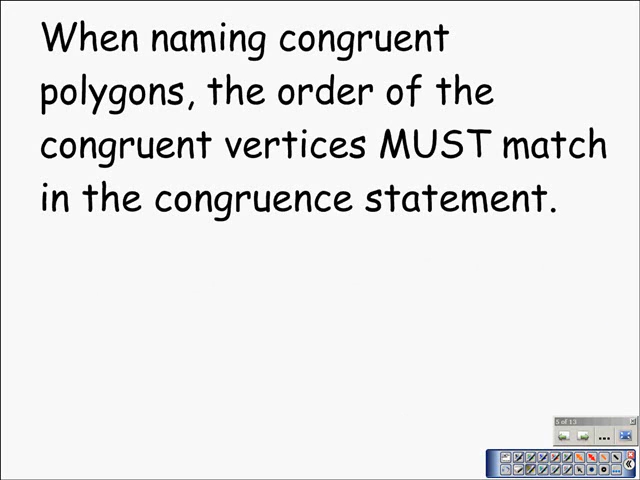 When naming congruent
polygons, the order of the
congruent vertices MUST match
in the congruence statement.
5 of 13